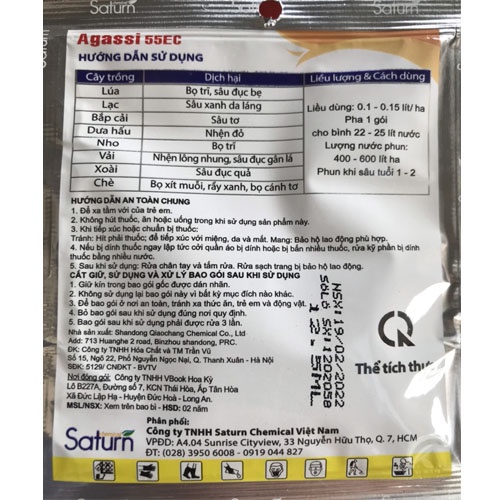 Saturn
Saturn
Agassi 55EC
HƯỚNG DẪN SỬ DỤNG
Cây trồng Dịch hại Liều lượng & Cách dùng
Lúa Bọ trĩ, sâu đục bẹ
Lạc Sâu xanh da láng
Bắp cải Sâu tơ
Dưa hấu Nhện đỏ
Nho Bọ trĩ
Vải Nhện lông nhung, sâu đục gân lá
Xoài Sâu đục quả
Chè Bọ xít muỗi, rầy xanh, bọ cánh tơ
Liều dùng: 0.1 - 0.15 lít/ ha
Pha 1 gói
cho bình 22 - 25 lít nước
Lượng nước phun:
400 - 600 lít ha
Phun khi sâu tuổi 1 - 2
HƯỚNG DẪN AN TOÀN CHUNG
1. Để xa tầm với của trẻ em.
2. Không hút thuốc, ăn hoặc uống trong khi sử dụng sản phẩm này.
3. Khi tiếp xúc hoặc chuẩn bị thuốc:
Tránh: Hít phải thuốc; để tiếp xúc với miệng, da và mắt. Mang: Bảo hộ lao động phù hợp.
4. Nếu bị dính thuốc ngay lập tức cởi quần áo bị dính hoặc bị bắn nhiều thuốc, rửa kỹ phần bị dính
thuốc bằng nhiều nước.
5. Sau khi sử dụng: Rửa chân tay và tắm rửa. Rửa sạch trang bị bảo hộ lao động.
CẤT GIỮ, SỬ DỤNG VÀ XỬ LÝ BAO GÓI SAU KHI SỬ DỤNG
1. Giữ kín trong bao gói gốc được dán nhãn.
2. Không sử dụng lại bao gói này vì bất kỳ mục đích nào khác.
3. Để bao gói ở nơi an toàn, tránh xa thức ăn, trẻ em và động vật.
4. Bỏ bao gói sau khi sử dụng đúng nơi quy định.
5. Bao gói sau khi sử dụng phải được rửa 3 lần.
Nhà sản xuất: Shandong Qiaochang Chemical Co., Ltd
Add: 713 Huanghe 2 road, Binzhou shandong, PRC.
ĐK: Công ty TNHH Hóa Chất và TM Trần Vũ
Số 15, Ngõ 22, Phố Nguyễn Ngọc Nại, Q. Thanh Xuân - Hà Nội
SĐK: 5129/ CNĐKT - BVTV
Nơi đóng gói: Công ty TNHH VBook Hoa Kỳ
Lô B227A, Đường số 7, KCN Thái Hòa, Ấp Tân Hòa
Xã Đức Lập Hạ - Huyện Đức Hoà - Long An.
MSL/NSX: Xem trên bao bì - HSD: 02 năm
NSX:19/02/2022
SỐLÔ SX:1202258
12.5ML
Thể tích thực
Phân phối:
Saturn
Công ty TNHH Saturn Chemical Việt Nam
VPĐD: A4.04 Sunrise Cityview, 33 Nguyễn Hữu Thọ, Q. 7, HCM
ĐT: (028) 3950 6008 - 0919 044 827